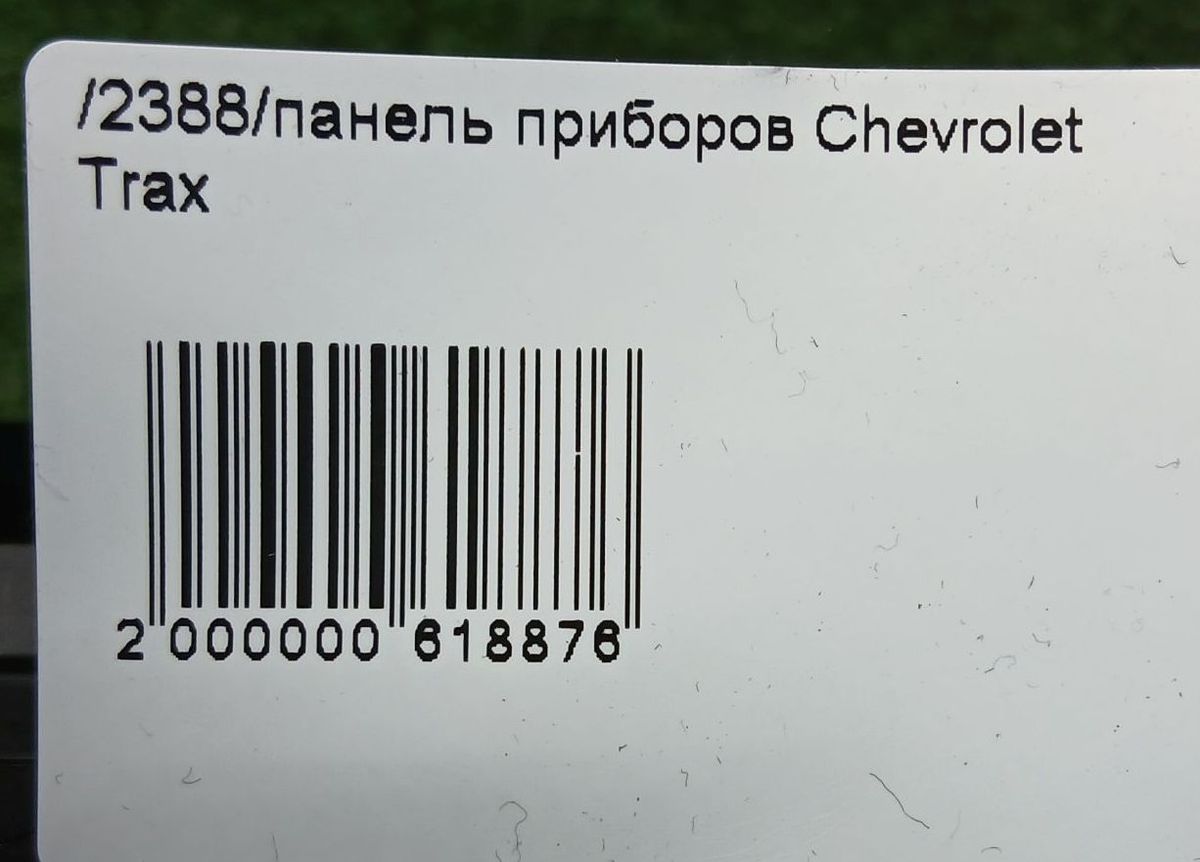 /2388/панель приборов Chevrolet
Trax
2 000000 618876